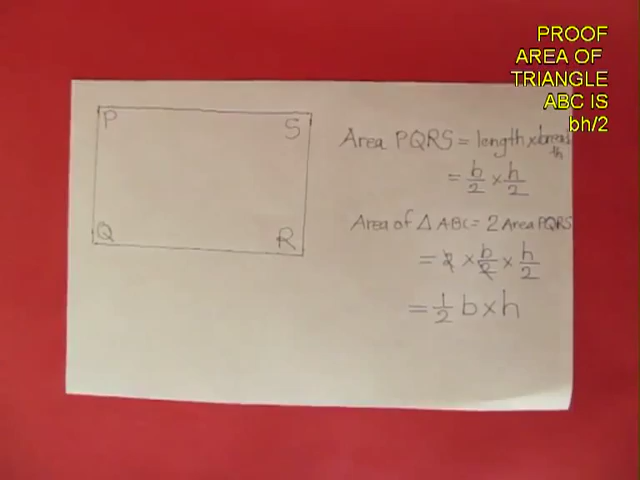 PROOF
AREA OF
TRIANGLE
ABC IS
bh/2
P
S
Q
R
Area PQRS = length × breadth
= b/2 × h/2
Area of △ ABC = 2 Area PQRS
= 2 × b/2 × h/2
= 1/2 b × h